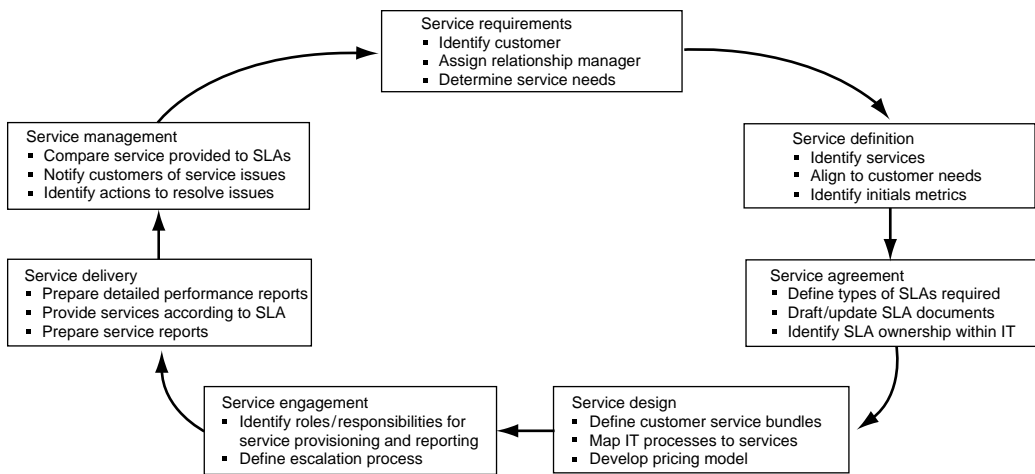 Service requirements
▪ Identify customer
▪ Assign relationship manager
▪ Determine service needs
Service management
▪ Compare service provided to SLAs
▪ Notify customers of service issues
▪ Identify actions to resolve issues
Service definition
▪ Identify services
▪ Align to customer needs
▪ Identify initials metrics
Service delivery
▪ Prepare detailed performance reports
▪ Provide services according to SLA
▪ Prepare service reports
Service agreement
▪ Define types of SLAs required
▪ Draft/update SLA documents
▪ Identify SLA ownership within IT
Service engagement
▪ Identify roles/responsibilities for
service provisioning and reporting
▪ Define escalation process
Service design
▪ Define customer service bundles
▪ Map IT processes to services
▪ Develop pricing model